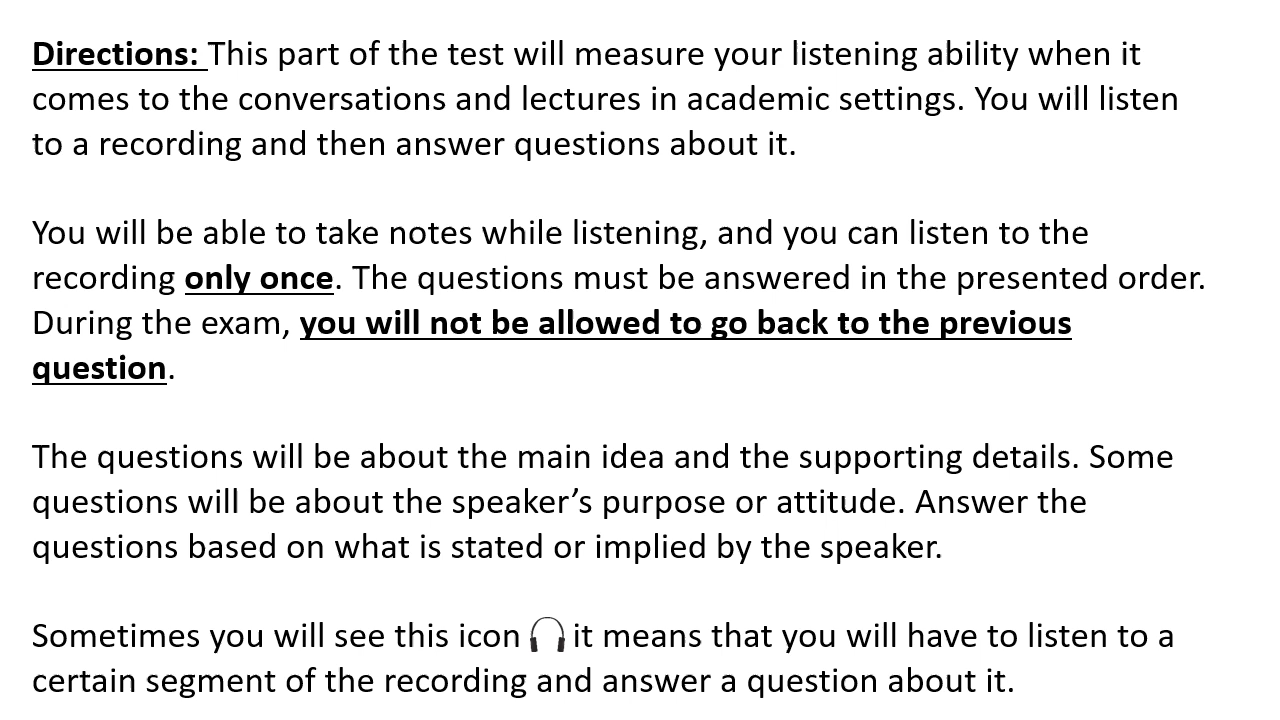 Directions: This part of the test will measure your listening ability when it
comes to the conversations and lectures in academic settings. You will listen
to a recording and then answer questions about it.
You will be able to take notes while listening, and you can listen to the
recording only once. The questions must be answered in the presented order.
During the exam, you will not be allowed to go back to the previous
question.
The questions will be about the main idea and the supporting details. Some
questions will be about the speaker’s purpose or attitude. Answer the
questions based on what is stated or implied by the speaker.
Sometimes you will see this icon it means that you will have to listen to a
certain segment of the recording and answer a question about it.